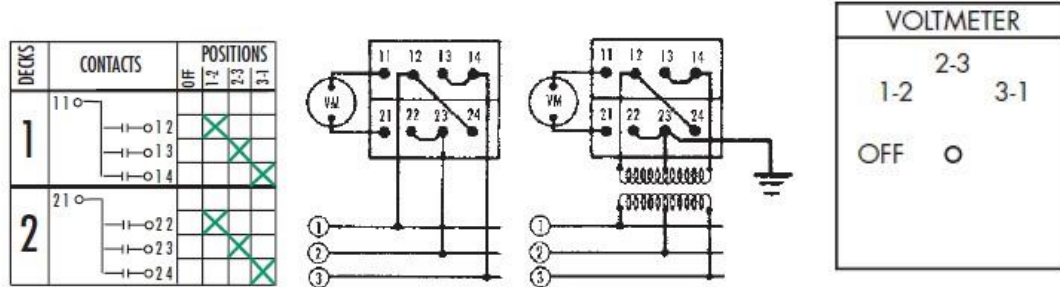 DECKS CONTACTS POSITIONS
OFF 1-2 2-3 3-1
1
11
12
13
14
2
21
22
23
24
11 12 13 14
VM
21 22 23 24
1
2
3
11 12 13 14
VM
21 22 23 24
1
2
3
VOLTMETER
2-3
1-2 3-1
OFF